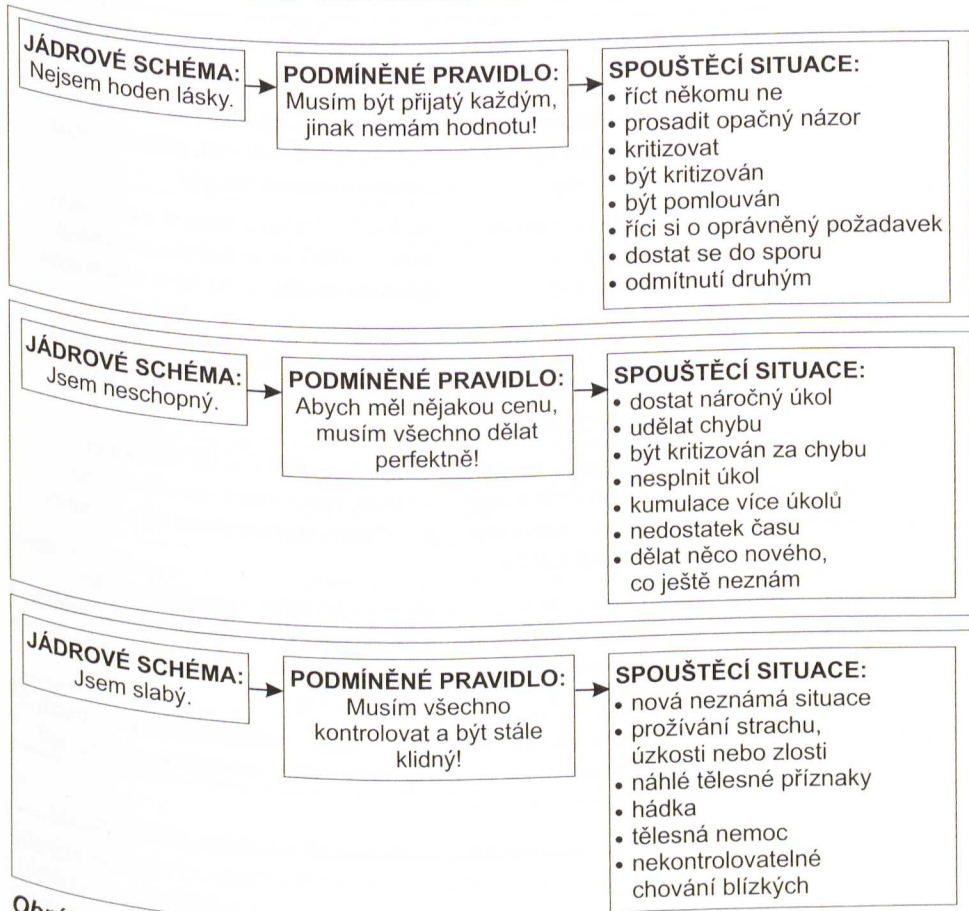 JÁDROVÉ SCHÉMA:
Nejsem hoden lásky.
PODMÍNĚNÉ PRAVIDLO:
Musím být přijatý každým,
jinak nemám hodnotu!
SPOUŠTĚCÍ SITUACE:
• říct někomu ne
• prosadit opačný názor
• kritizovat
• být kritizován
• být pomlouván
• říci si o oprávněný požadavek
• dostat se do sporu
• odmítnutí druhým
JÁDROVÉ SCHÉMA:
Jsem neschopný.
PODMÍNĚNÉ PRAVIDLO:
Abych měl nějakou cenu,
musím všechno dělat
perfektně!
SPOUŠTĚCÍ SITUACE:
• dostat náročný úkol
• udělat chybu
• být kritizován za chybu
• nesplnit úkol
• kumulace více úkolů
• nedostatek času
• dělat něco nového,
co ještě neznám
JÁDROVÉ SCHÉMA:
Jsem slabý.
PODMÍNĚNÉ PRAVIDLO:
Musím všechno
kontrolovat a být stále
klidný!
SPOUŠTĚCÍ SITUACE:
• nová neznámá situace
• prožívání strachu,
úzkosti nebo zlosti
• náhlé tělesné příznaky
• hádka
• tělesná nemoc
• nekontrolovatelné
chování blízkých